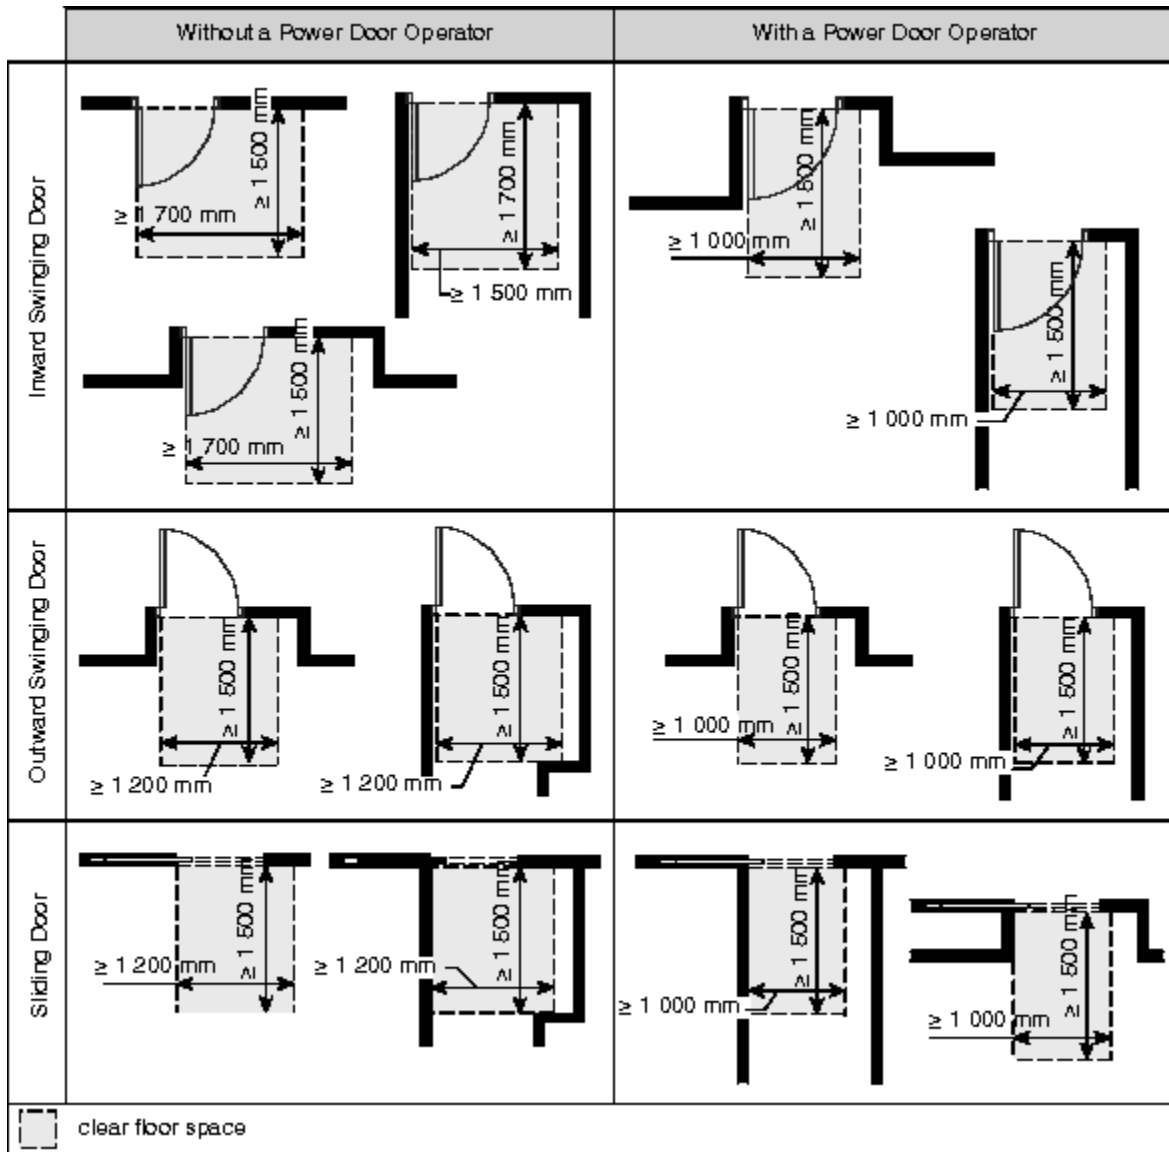 Without a Power Door Operator
With a Power Door Operator
Inward Swinging Door
≥ 1 700 mm
≥ 1 500 mm
≥ 1 700 mm
≥ 1 500 mm
≥ 1 700 mm
≥ 1 500 mm
≥ 1 000 mm
≥ 1 500 mm
≥ 1 000 mm
≥ 1 500 mm
Outward Swinging Door
≥ 1 200 mm
≥ 1 500 mm
≥ 1 200 mm
≥ 1 500 mm
≥ 1 000 mm
≥ 1 500 mm
≥ 1 000 mm
≥ 1 500 mm
Sliding Door
≥ 1 200 mm
≥ 1 500 mm
≥ 1 200 mm
≥ 1 500 mm
≥ 1 000 mm
≥ 1 500 mm
≥ 1 000 mm
≥ 1 500 mm
clear floor space